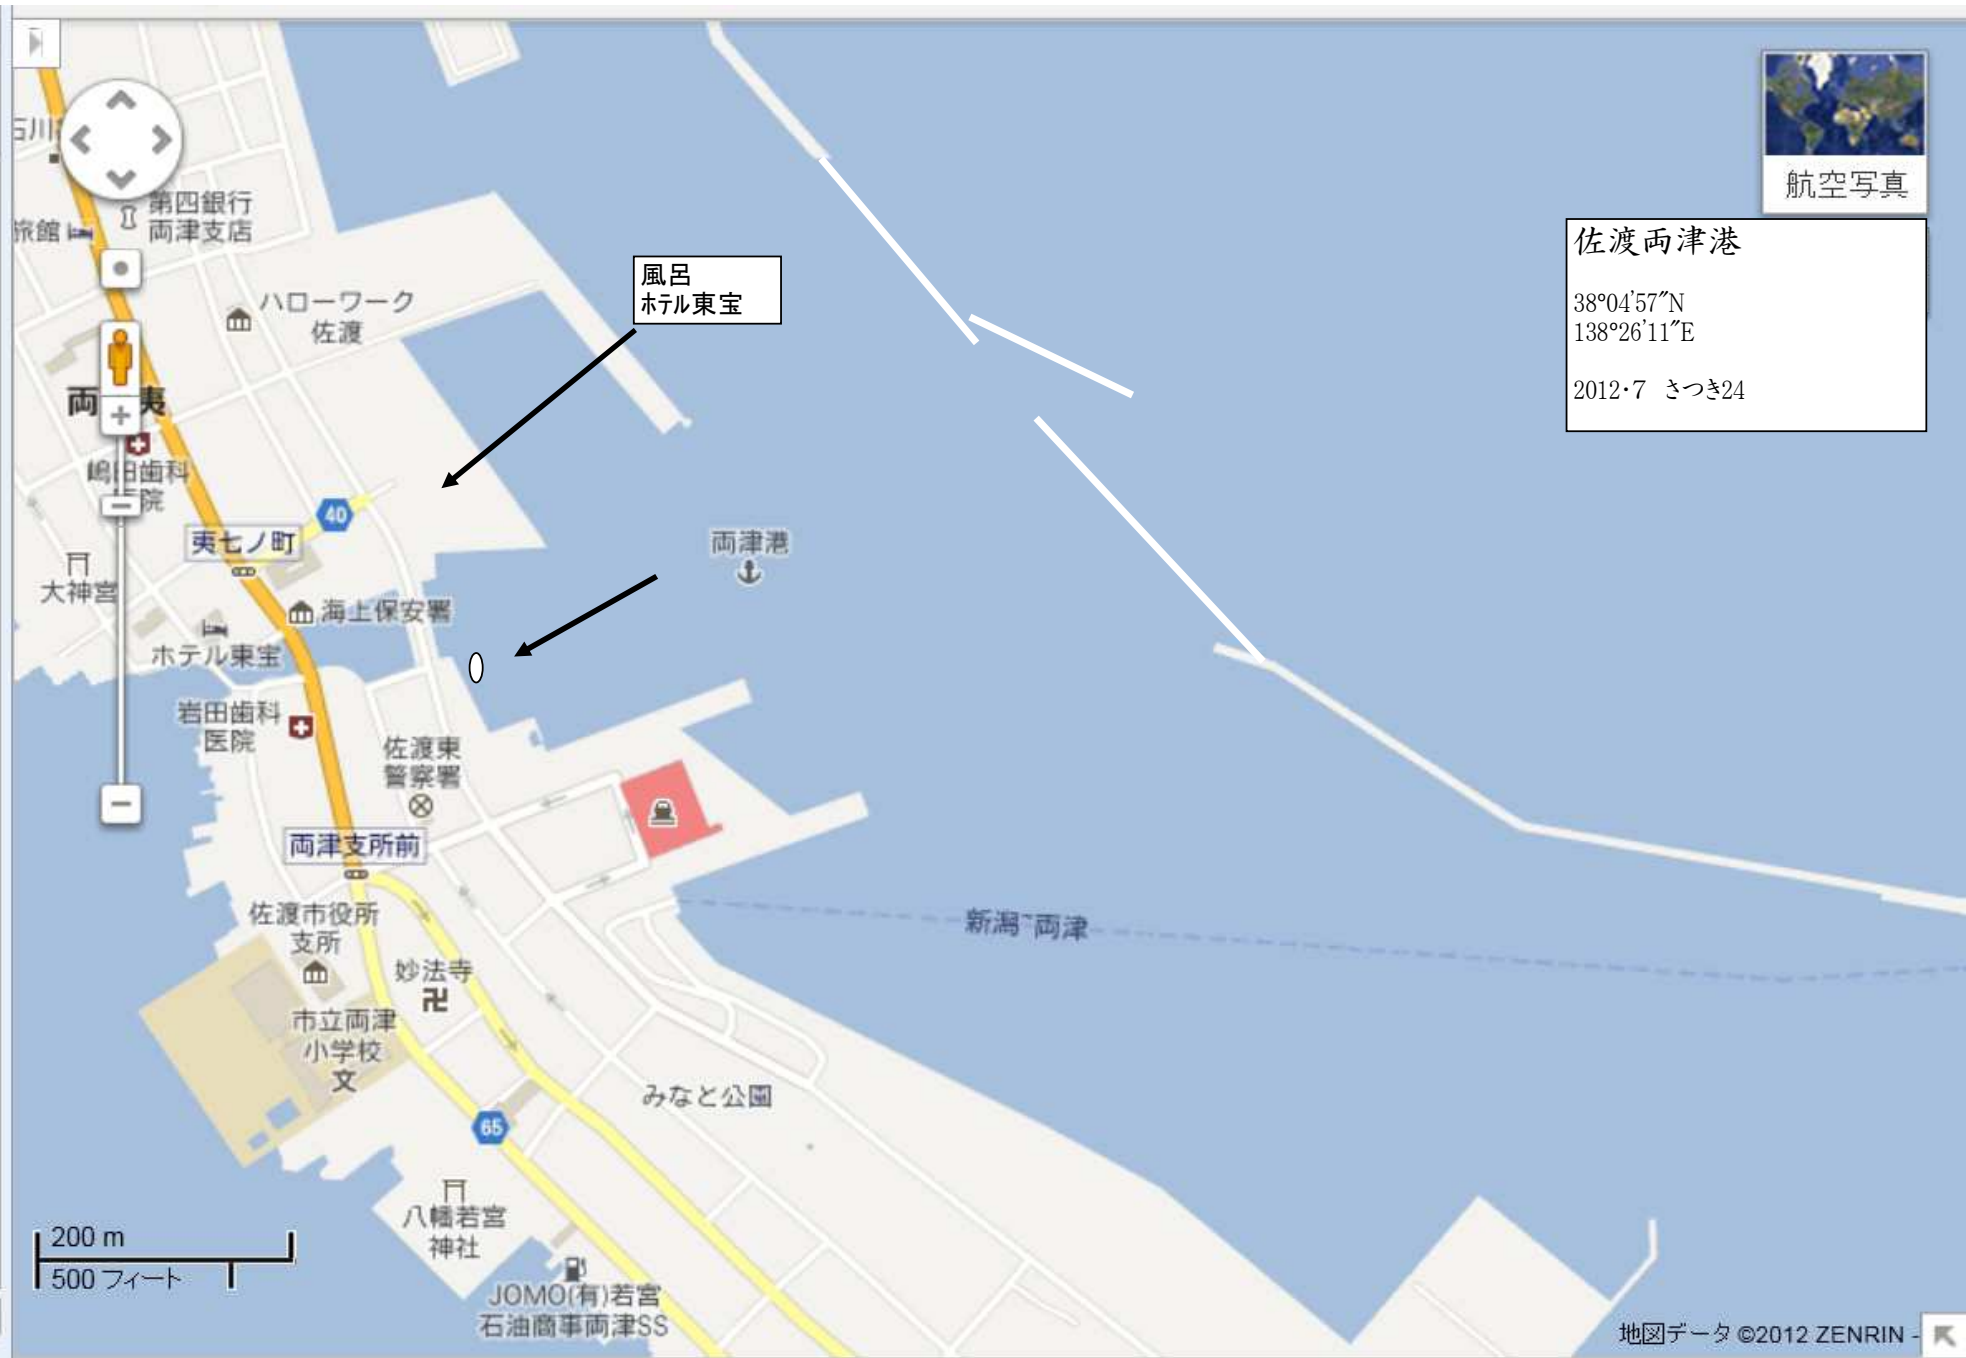 石川
航空写真
第四銀行
両津支店
旅館
佐渡両津港
38°04'57"N
138°26'11"E
2012・7 さつき24
風呂
ホテル東宝
ハローワーク
佐渡
両 夷
嶋田歯科
医院
40
夷七ノ町
両津港
大神宮
海上保安署
ホテル東宝
岩田歯科
医院
佐渡東
警察署
両津支所前
佐渡市役所
支所
新潟~両津
妙法寺
卍
市立両津
小学校
文
みなと公園
65
八幡若宮
神社
200 m
500 フィート
JOMO(有)若宮
石油商事両津SS
地図データ ©2012 ZENRIN -